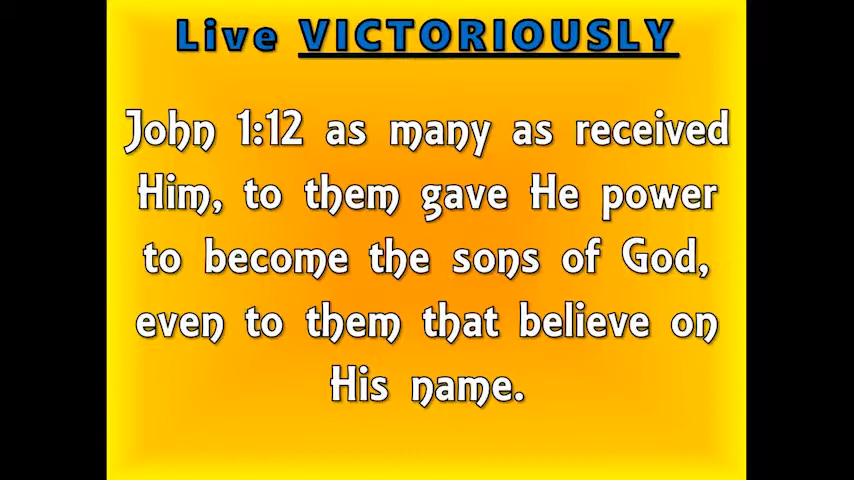 Live VICTORIOUSLY
John 1:12 as many as received
Him, to them gave He power
to become the sons of God,
even to them that believe on
His name.